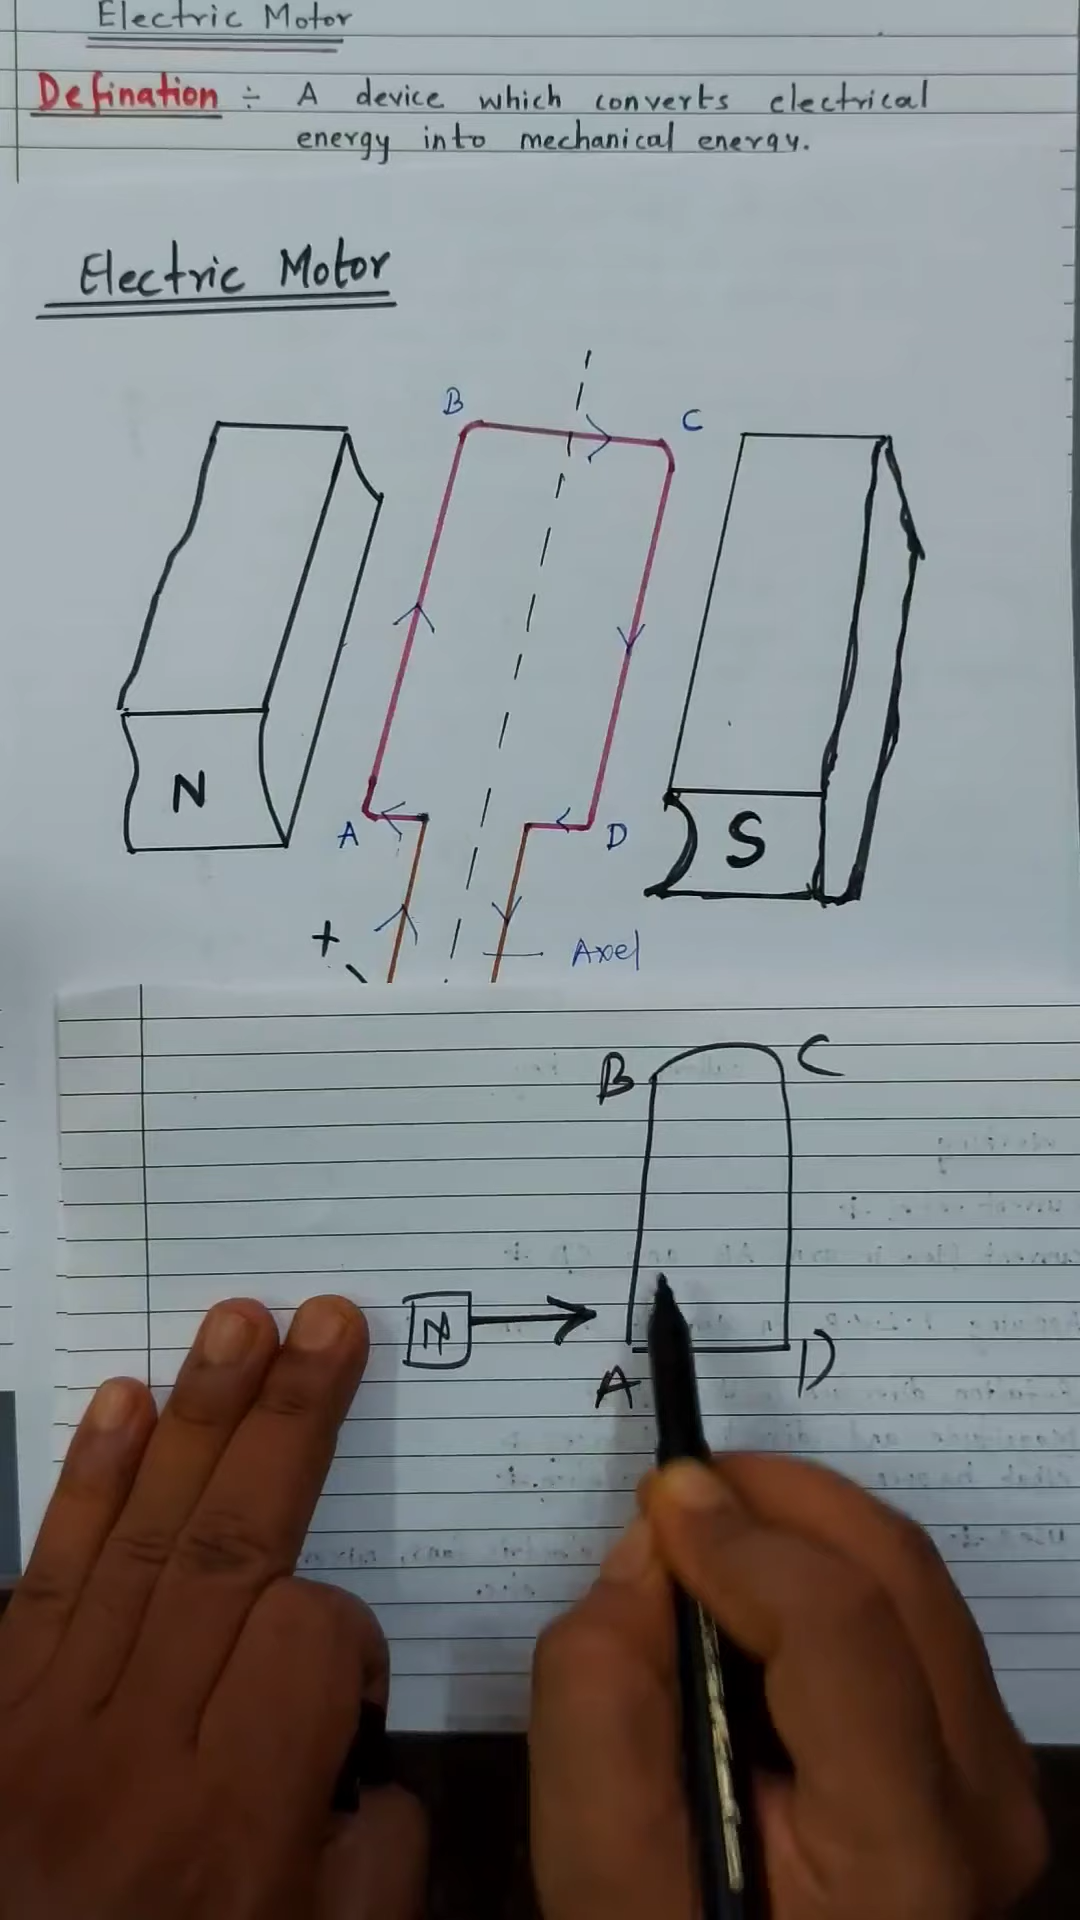 Electric Motor
Defination ÷ A device which converts electrical
energy into mechanical energy.
Electric Motor
B
C
N
S
A
D
+
Axel
B
C
N
A
D